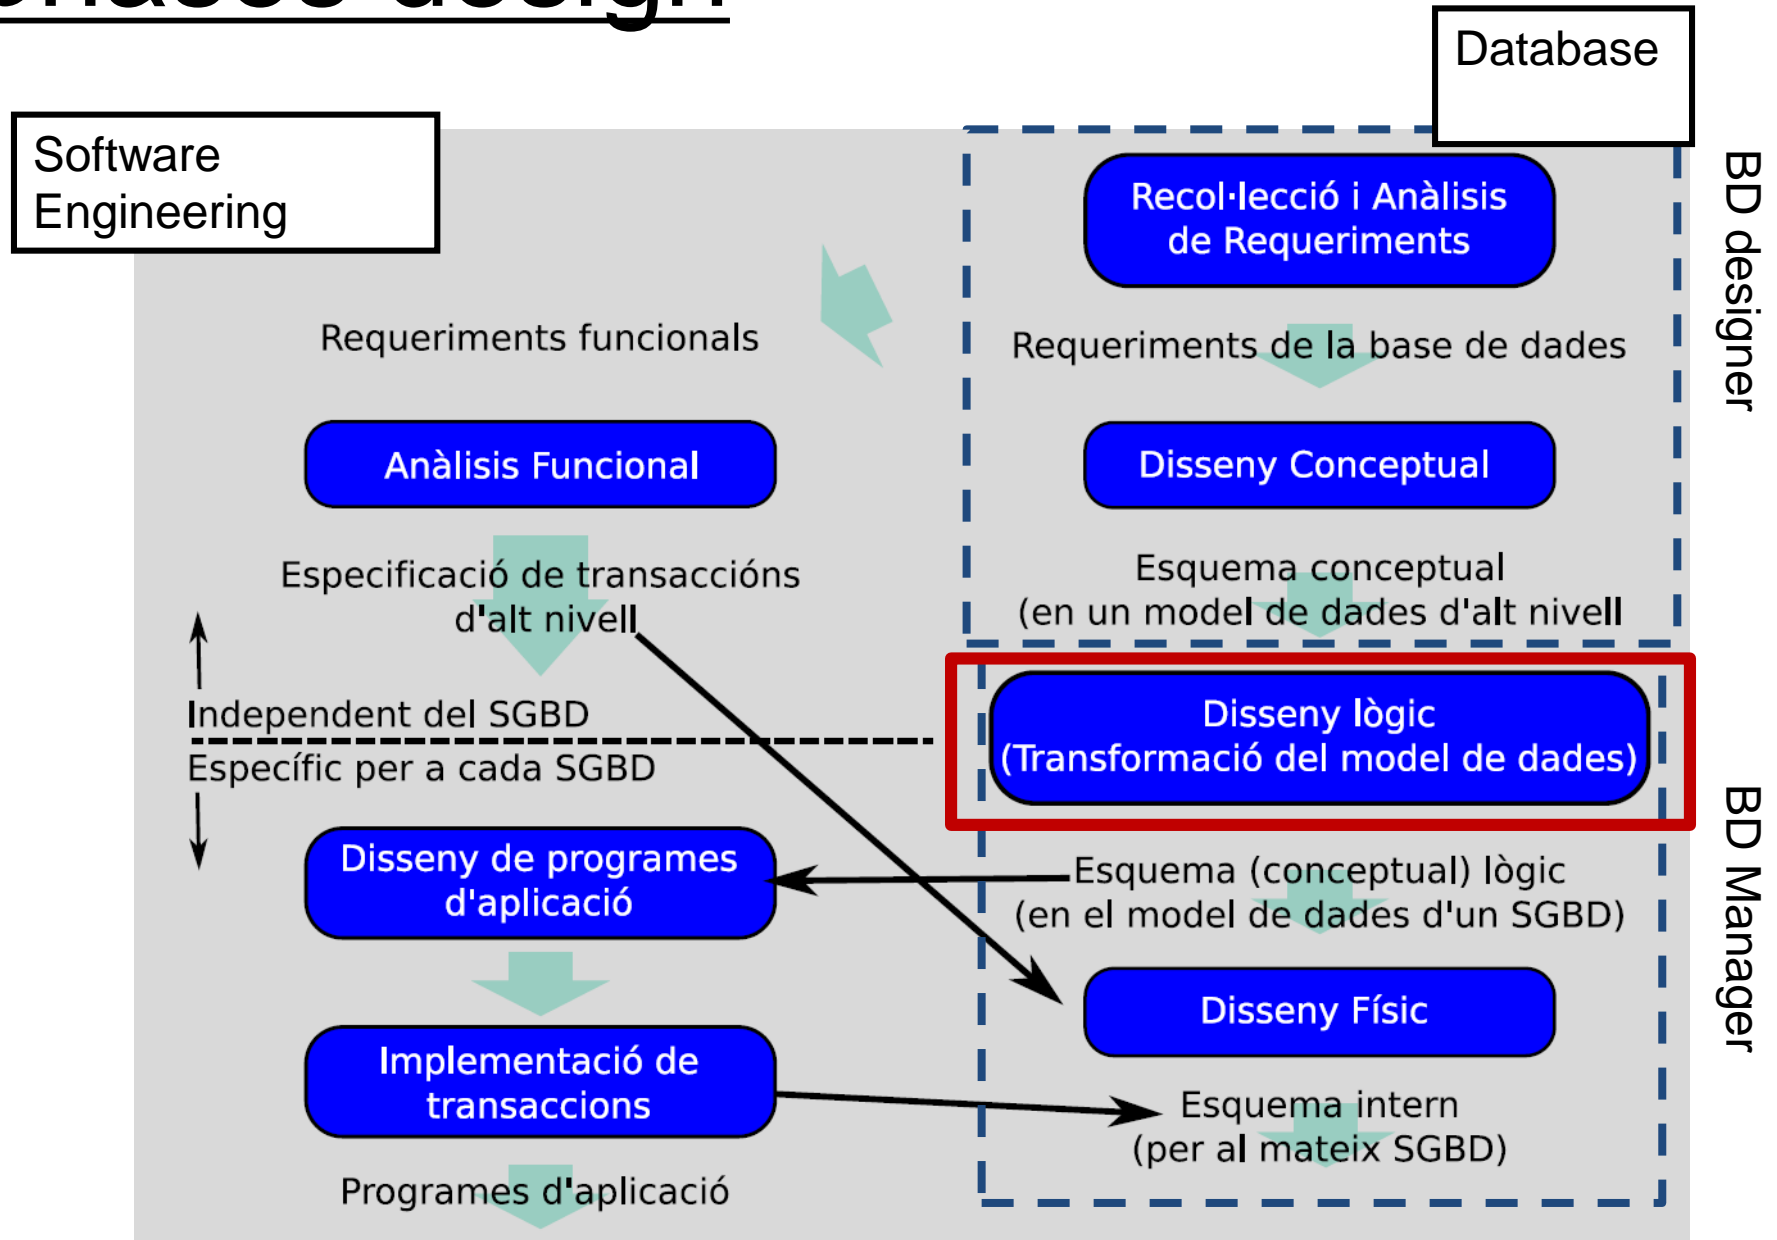 design
Database
Software
Engineering
Recol·lecció i Anàlisis
de Requeriments
BD designer
Requeriments funcionals
Requeriments de la base de dades
Anàlisis Funcional
Disseny Conceptual
Especificació de transaccións
d'alt nivell
Esquema conceptual
(en un model de dades d'alt nivell
Independent del SGBD
Específic per a cada SGBD
Disseny lògic
(Transformació del model de dades)
BD Manager
Disseny de programes
d'aplicació
Esquema (conceptual) lògic
(en el model de dades d'un SGBD)
Disseny Físic
Implementació de
transaccions
Esquema intern
(per al mateix SGBD)
Programes d'aplicació